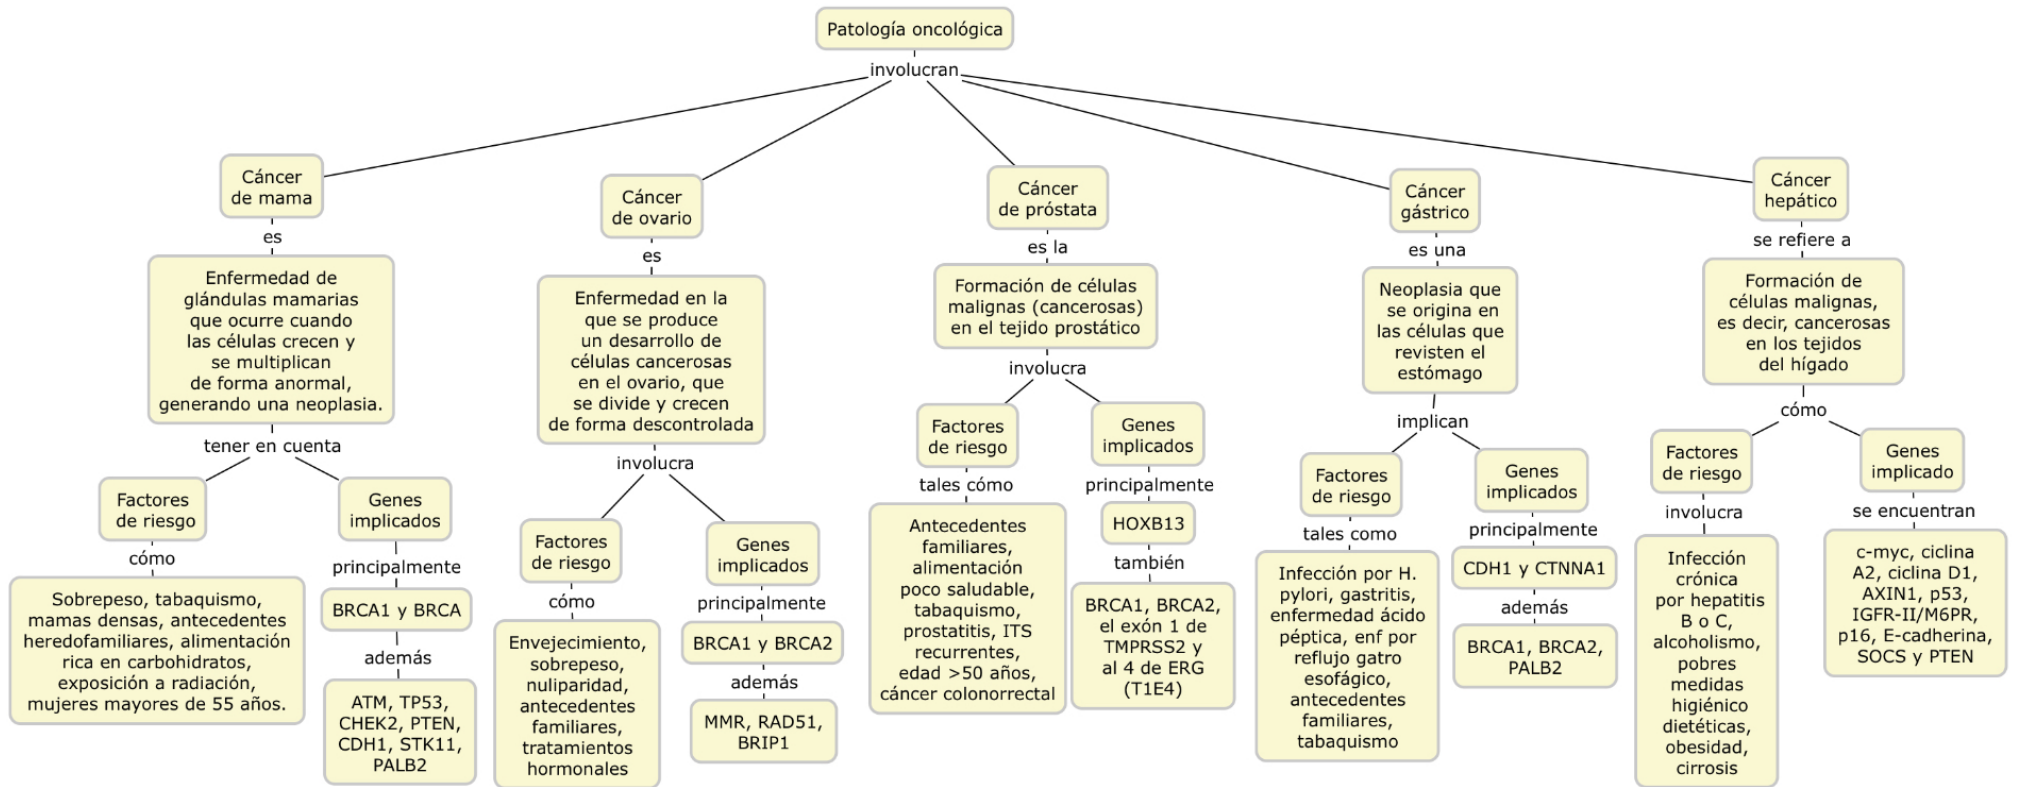 Patología oncológica
involucran
Cáncer
de mama
es
Enfermedad de
glándulas mamarias
que ocurre cuando
las células crecen y
se multiplican
de forma anormal,
generando una neoplasia.
tener en cuenta
Factores
de riesgo
cómo
Sobrepeso, tabaquismo,
mamas densas, antecedentes
heredofamiliares, alimentación
rica en carbohidratos,
exposición a radiación,
mujeres mayores de 55 años.
Genes
implicados
principalmente
BRCA1 y BRCA
además
ATM, TP53,
CHEK2, PTEN,
CDH1, STK11,
PALB2
Cáncer
de ovario
es
Enfermedad en la
que se produce
un desarrollo de
células cancerosas
en el ovario, que
se divide y crecen
de forma descontrolada
involucra
Factores
de riesgo
cómo
Envejecimiento,
sobrepeso,
nuliparidad,
antecedentes
familiares,
tratamientos
hormonales
Genes
implicados
principalmente
BRCA1 y BRCA2
además
MMR, RAD51,
BRIP1
Cáncer
de próstata
es la
Formación de células
malignas (cancerosas)
en el tejido prostático
involucra
Factores
de riesgo
tales cómo
Antecedentes
familiares,
alimentación
poco saludable,
tabaquismo,
prostatitis, ITS
recurrentes,
edad >50 años,
cáncer colonorrectal
Genes
implicados
principalmente
HOXB13
también
BRCA1, BRCA2,
el exón 1 de
TMPRSS2 y
al 4 de ERG
(T1E4)
Cáncer
gástrico
es una
Neoplasia que
se origina en
las células que
revisten el
estómago
implican
Factores
de riesgo
tales como
Infección por H.
pylori, gastritis,
enfermedad ácido
péptica, enf por
reflujo gatro
esofágico,
antecedentes
familiares,
tabaquismo
Genes
implicados
principalmente
CDH1 y CTNNA1
además
BRCA1, BRCA2,
PALB2
Cáncer
hepático
se refiere a
Formación de
células malignas,
es decir, cancerosas
en los tejidos
del hígado
cómo
Factores
de riesgo
involucra
Infección
crónica
por hepatitis
B o C,
alcoholismo,
pobres
medidas
higiénico
dietéticas,
obesidad,
cirrosis
Genes
implicado
se encuentran
c-myc, ciclina
A2, ciclina D1,
AXIN1, p53,
IGFR-II/M6PR,
p16, E-cadherina,
SOCS y PTEN